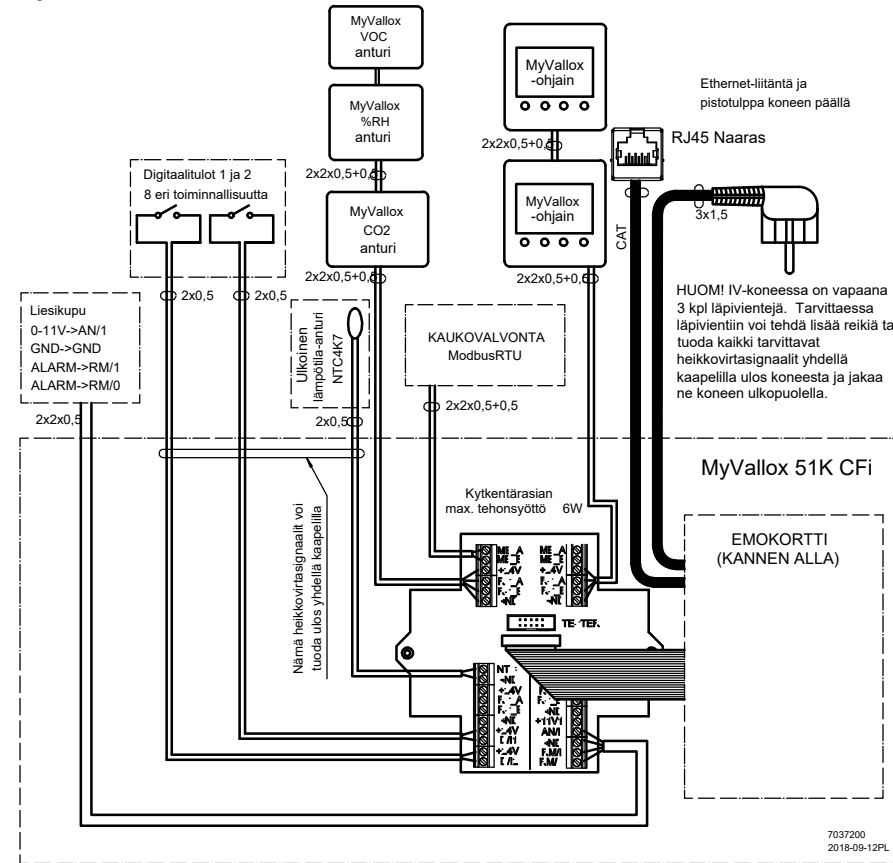 MyVallox
VOC
anturi
MyVallox
%RH
anturi
2x2x0,5+0,5
MyVallox
CO2
anturi
2x2x0,5+0,5
MyVallox
-ohjain
2x2x0,5+0,5
MyVallox
-ohjain
2x2x0,5+0,5
Ethernet-liitäntä ja
pistotulppa koneen päällä
RJ45 Naaras
CAT
3x1,5
Digitaalitulot 1 ja 2
8 eri toiminnallisuutta
2x0,5
2x0,5
Liesikupu
0-11V->AN/1
GND->GND
ALARM->RM/1
ALARM->RM/0
2x2x0,5
Ulkoinen
lämpötila-anturi
NTC4K7
2x0,5
KAUKOVALVONTA
ModbusRTU
2x2x0,5+0,5
HUOM! IV-koneessa on vapaana
3 kpl läpivientejä. Tarvittaessa
läpivientiin voi tehdä lisää reikiä ta
tuoda kaikki tarvittavat
heikkovirtasignaalit yhdellä
kaapelilla ulos koneesta ja jakaa
ne koneen ulkopuolella.
Nämä heikkovirtasignaalit voi
tuoda ulos yhdellä kaapelilla
Kytkentärasian
max. tehonsyöttö 6W
MyVallox 51K CFi
EMOKORTTI
(KANNEN ALLA)
7037200
2018-09-12PL